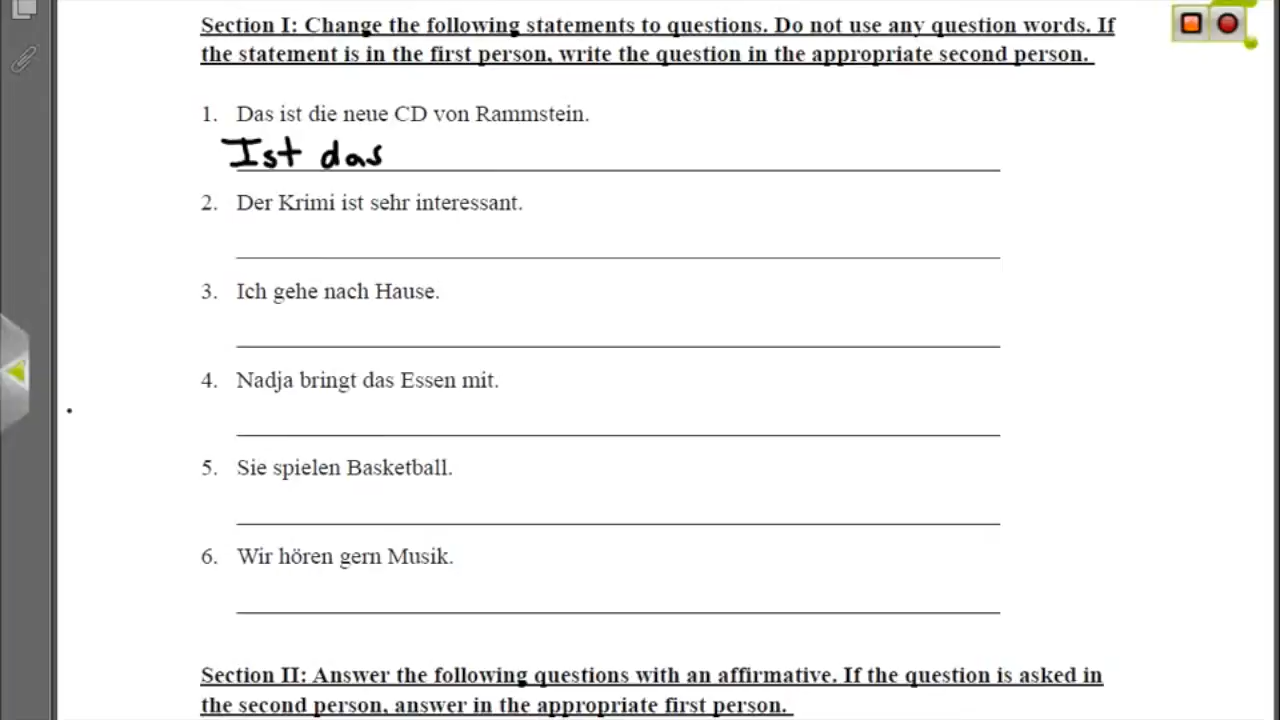 Section I: Change the following statements to questions. Do not use any question words. If
the statement is in the first person, write the question in the appropriate second person.
1. Das ist die neue CD von Rammstein.
Ist das
2. Der Krimi ist sehr interessant.
3. Ich gehe nach Hause.
4. Nadja bringt das Essen mit.
5. Sie spielen Basketball.
6. Wir hören gern Musik.
Section II: Answer the following questions with an affirmative. If the question is asked in
the second person, answer in the appropriate first person.